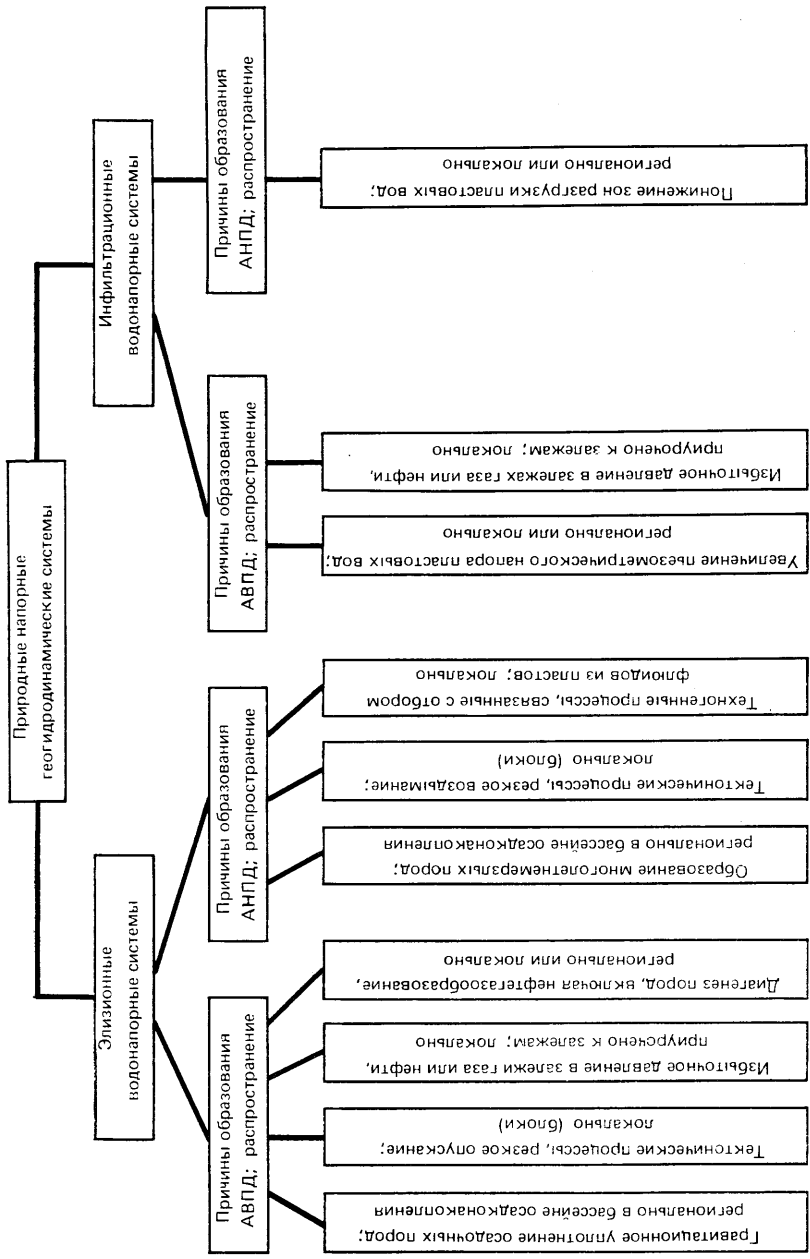 Природные напорные
геогидродинамические системы
Элизионные
водонапорные системы
Инфильтрационные
водонапорные системы
Причины образования
АВПД; распространение
Причины образования
АНПД; распространение
Причины образования
АВПД; распространение
Причины образования
АНПД; распространение
Гравитационное уплотнение осадочных пород;
регионально в бассейне осадконакопления
Тектонические процессы, резкое опускание;
локально (блоки)
Избыточное давление в залежи газа или нефти,
приурочено к залежам; локально
Диагенез пород, включая нефтегазообразование,
регионально или локально
Образование многолетнемерзлых пород;
регионально в бассейне осадконакопления
Тектонические процессы, резкое воздымание;
локально (блоки)
Техногенные процессы, связанные с отбором
флюидов из пластов; локально
Увеличение пьезометрического напора пластовых вод;
регионально или локально
Избыточное давление в залежах газа или нефти,
приурочено к залежам; локально
Понижение зон разгрузки пластовых вод;
регионально или локально